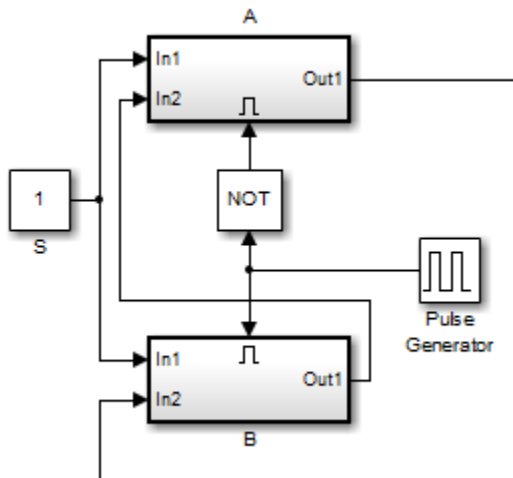 A
In1
Out1
In2
1
S
NOT
Pulse
Generator
In1
Out1
In2
B